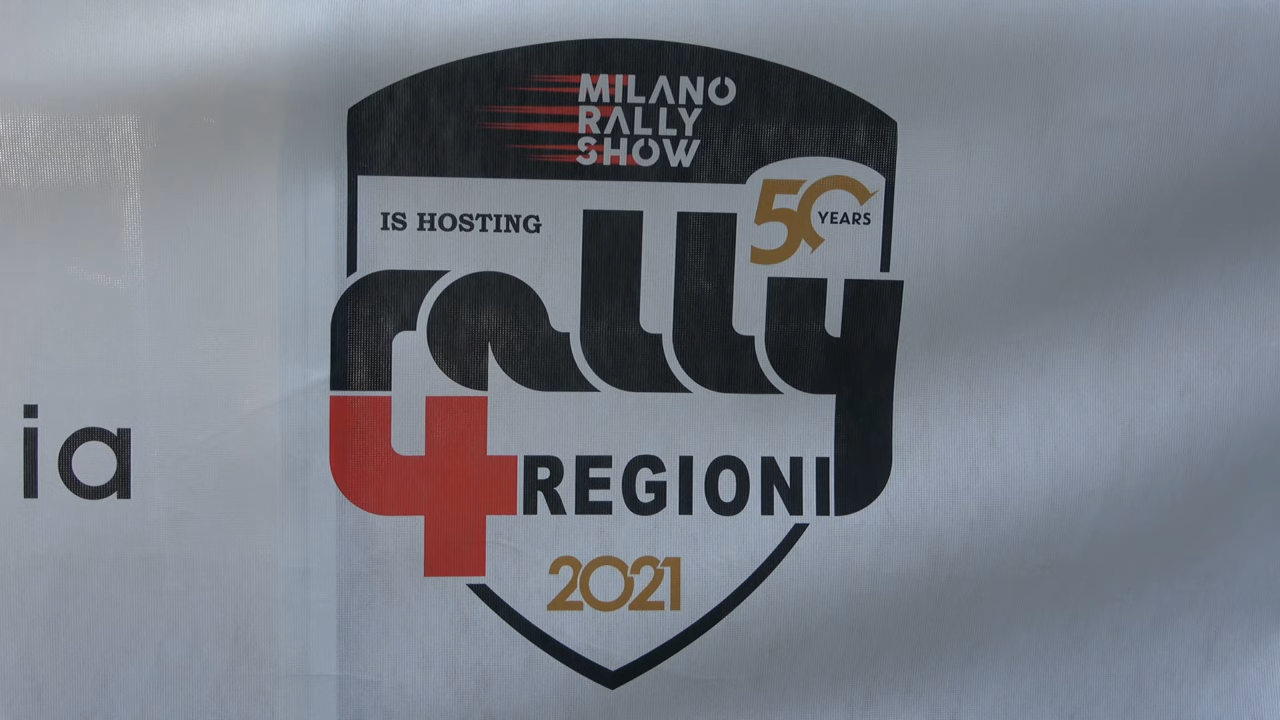 MILANO
RALLY
SHOW
50 YEARS
IS HOSTING
rally
4 REGIONI
2021
ia